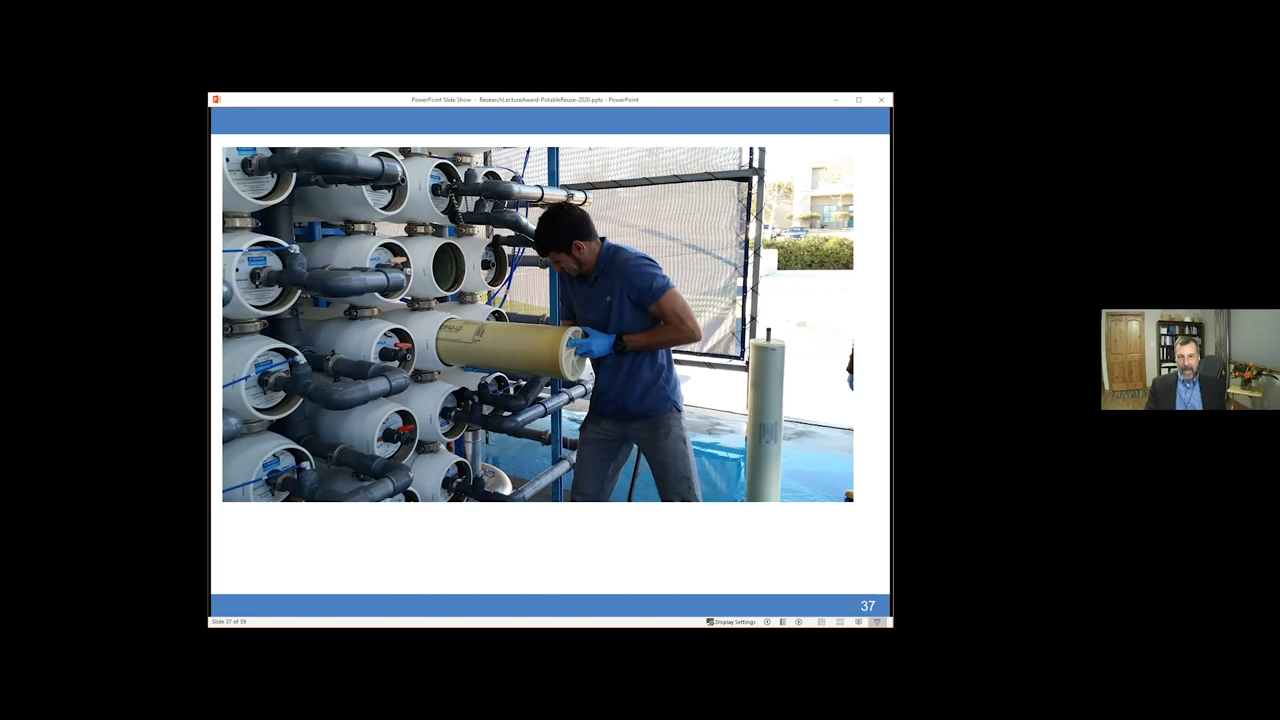 PowerPoint Slide Show - ResearchLectureAward-PotableReuse-2020.pptx - PowerPoint
37
Slide 37 of 59
Display Settings